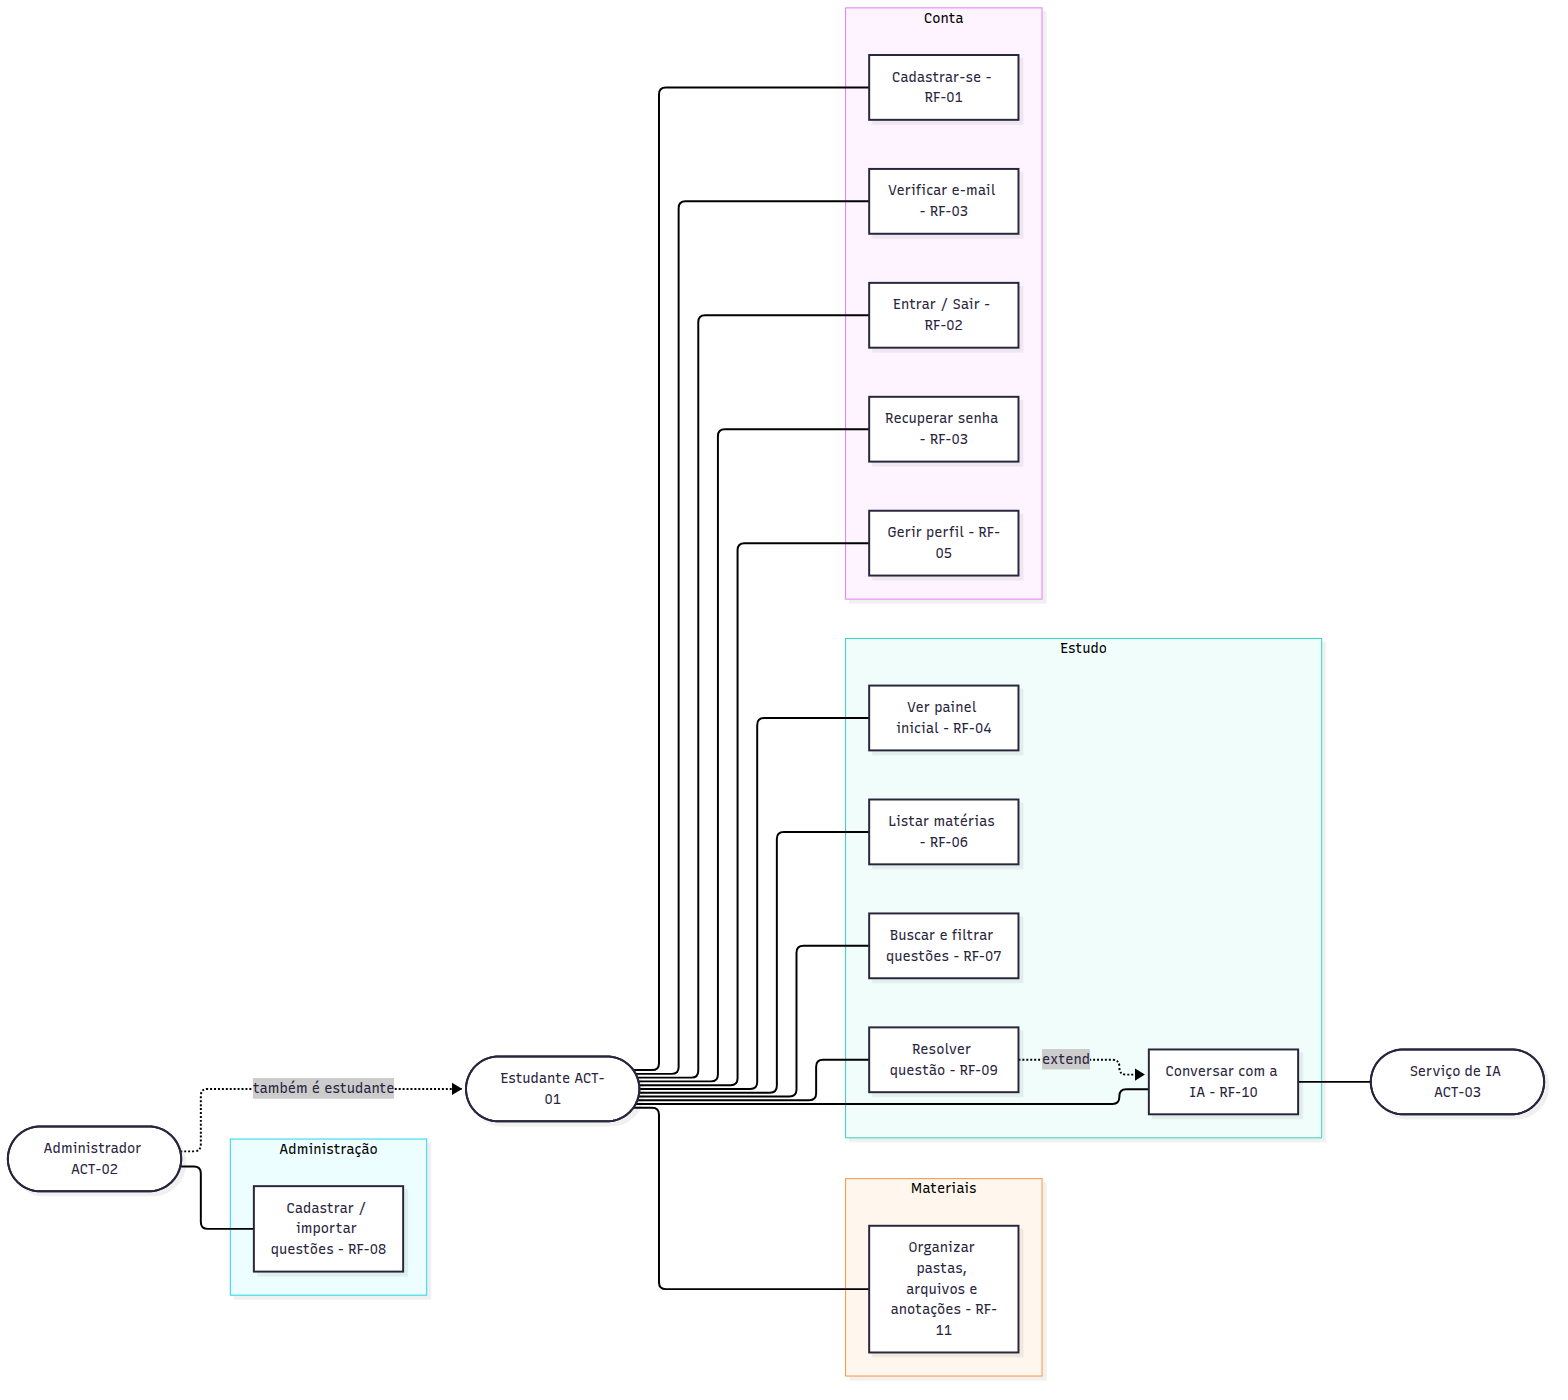 Conta
Cadastrar-se -
RF-01
Verificar e-mail
- RF-03
Entrar / Sair -
RF-02
Recuperar senha
- RF-03
Gerir perfil - RF-
05
Estudo
Ver painel
inicial - RF-04
Listar matérias
- RF-06
Buscar e filtrar
questões - RF-07
Resolver
questão - RF-09
extend
Conversar com a
IA - RF-10
Serviço de IA
ACT-03
Estudante ACT-
01
também é estudante
Administrador
ACT-02
Administração
Cadastrar /
importar
questões - RF-08
Materiais
Organizar
pastas,
arquivos e
anotações - RF-
11